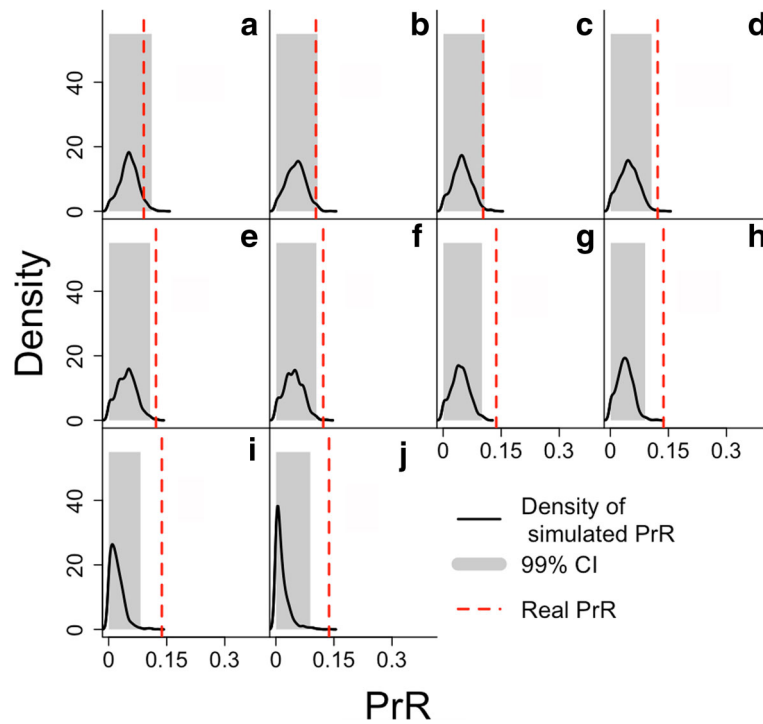 a b c d
40
20
0
e f g h
40
20
0
0 0.15 0.3 0 0.15 0.3
i j
40
20
0
0 0.15 0.3 0 0.15 0.3
Density
PrR
Density of
simulated PrR
99% CI
Real PrR